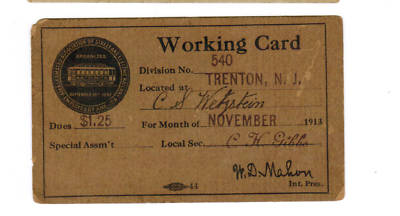 Working Card
Division No. 540
TRENTON, N. J.
Located at
C S Wetzstein
Dues $1.25 For Month of NOVEMBER 1913
Special Assm't Local Sec. C H Gibbs
W. D. Mahon
Int. Pres.
44